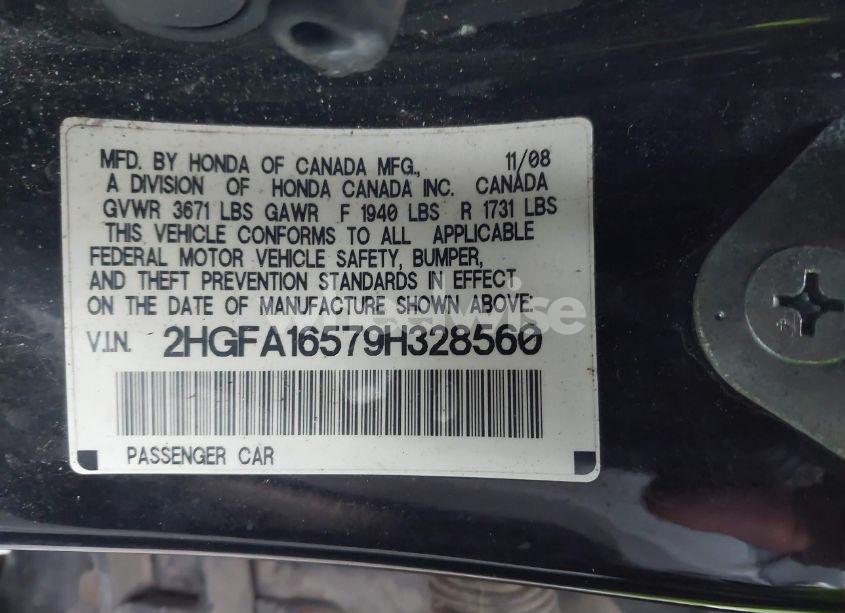 MFD. BY HONDA OF CANADA MFG., 11/08
A DIVISION OF HONDA CANADA INC. CANADA
GVWR 3671 LBS GAWR F 1940 LBS R 1731 LBS
THIS VEHICLE CONFORMS TO ALL APPLICABLE
FEDERAL MOTOR VEHICLE SAFETY, BUMPER,
AND THEFT PREVENTION STANDARDS IN EFFECT
ON THE DATE OF MANUFACTURE SHOWN ABOVE:
V.I.N. 2HGFA16579H328560
PASSENGER CAR